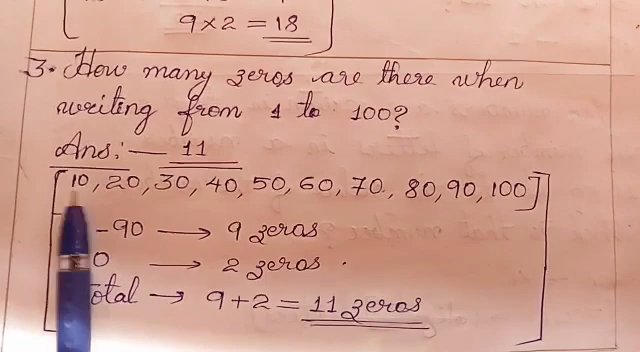 9×2 = 18
3. How many zeros are there when
writing from 1 to 100?
Ans:— 11
[10, 20, 30, 40, 50, 60, 70, 80, 90, 100]
-90 → 9 zeros
0 → 2 zeros.
otal → 9+2 = 11 zeros